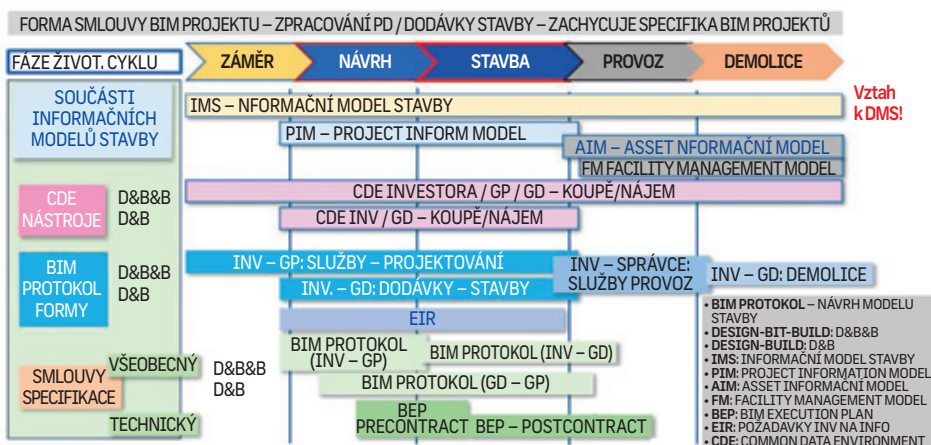 FORMA SMLOUVY BIM PROJEKTU – ZPRACOVÁNÍ PD / DODÁVKY STAVBY – ZACHYCUJE SPECIFIKA BIM PROJEKTŮ
FÁZE ŽIVOT. CYKLU
ZÁMĚR
NÁVRH
STAVBA
PROVOZ
DEMOLICE
SOUČÁSTI
INFORMAČNÍCH
MODELŮ STAVBY
IMS – NFORMAČNÍ MODEL STAVBY
Vztah
k DMS!
PIM – PROJECT INFORM MODEL
AIM – ASSET NFORMAČNÍ MODEL
FM FACILITY MANAGEMENT MODEL
CDE
NÁSTROJE
D&B&B
D&B
CDE INVESTORA / GP / GD – KOUPĚ/NÁJEM
CDE INV / GD – KOUPĚ/NÁJEM
BIM
PROTOKOL
FORMY
D&B&B
D&B
INV – GP: SLUŽBY – PROJEKTOVÁNÍ
INV. – GD: DODÁVKY – STAVBY
INV – SPRÁVCE:
SLUŽBY PROVOZ
INV – GD: DEMOLICE
EIR
SMLOUVY
SPECIFIKACE
VŠEOBECNÝ
TECHNICKÝ
D&B&B
D&B
BIM PROTOKOL
(INV – GP)
BIM PROTOKOL (INV – GD)
BIM PROTOKOL (GD – GP)
BEP
PRECONTRACT
BEP – POSTCONTRACT
• BIM PROTOKOL – NÁVRH MODELU
STAVBY
• DESIGN-BIT-BUILD: D&B&B
• DESIGN-BUILD: D&B
• IMS: INFORMAČNÍ MODEL STAVBY
• PIM: PROJECT INFORMATION MODEL
• AIM: ASSET INFORMAČNÍ MODEL
• FM: FACILITY MANAGEMENT MODEL
• BEP: BIM EXECUTION PLAN
• EIR: POŽADAVKY INV NA INFO
• CDE: COMMON DATA ENVIRONMENT